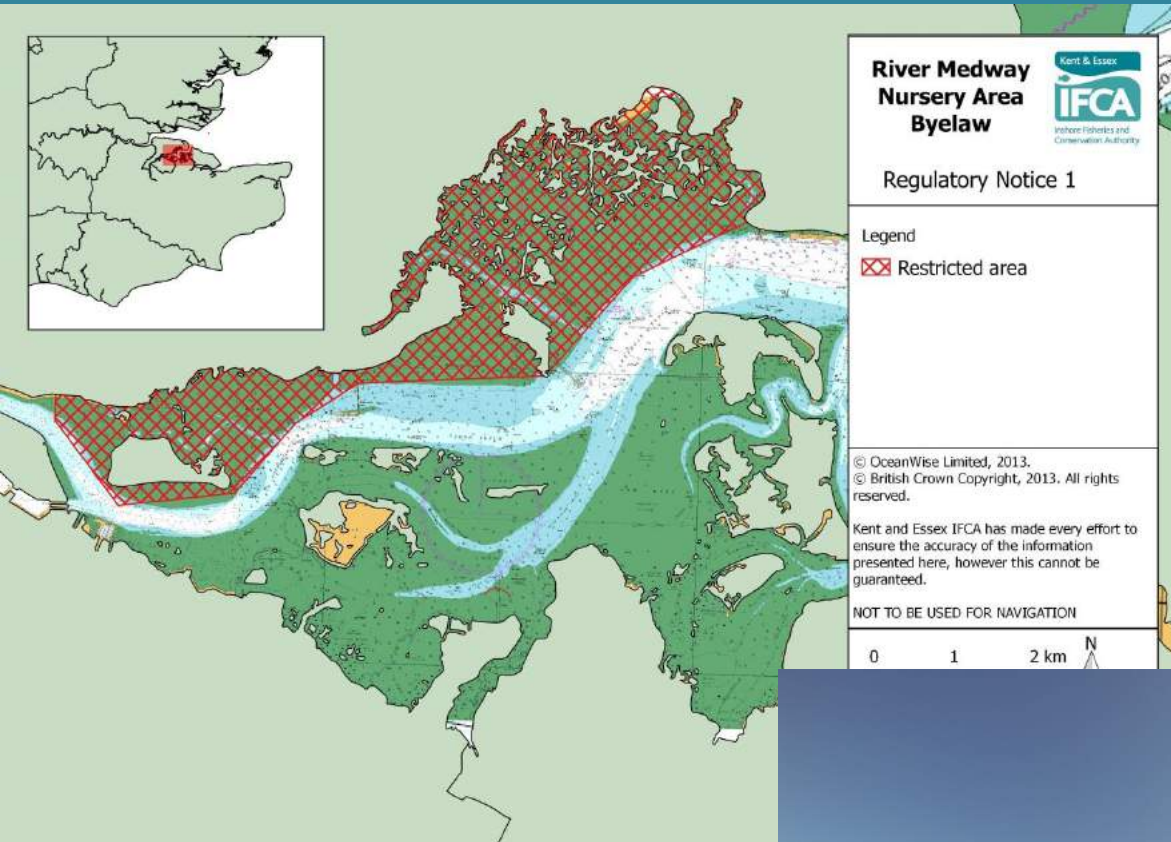 River Medway
Nursery Area
Byelaw
Kent & Essex
IFCA
Inshore Fisheries and
Conservation Authority
Regulatory Notice 1
Legend
Restricted area
© OceanWise Limited, 2013.
© British Crown Copyright, 2013. All rights
reserved.
Kent and Essex IFCA has made every effort to
ensure the accuracy of the information
presented here, however this cannot be
guaranteed.
NOT TO BE USED FOR NAVIGATION
0 1 2 km
N